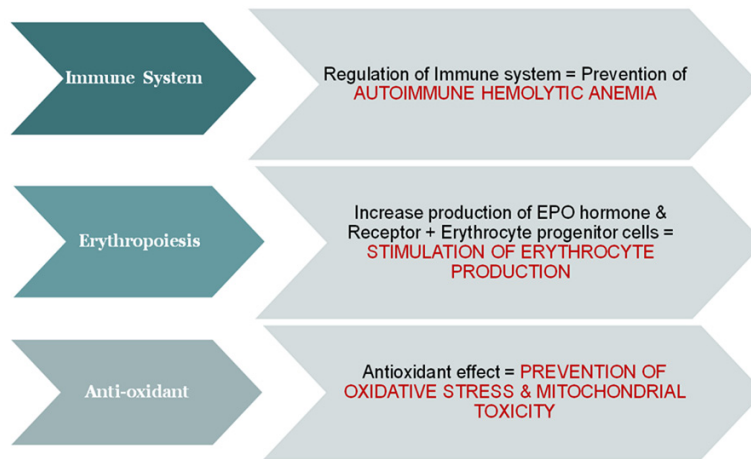 Immune System
Regulation of Immune system = Prevention of
AUTOIMMUNE HEMOLYTIC ANEMIA
Erythropoiesis
Increase production of EPO hormone &
Receptor + Erythrocyte progenitor cells =
STIMULATION OF ERYTHROCYTE
PRODUCTION
Anti-oxidant
Antioxidant effect = PREVENTION OF
OXIDATIVE STRESS & MITOCHONDRIAL
TOXICITY